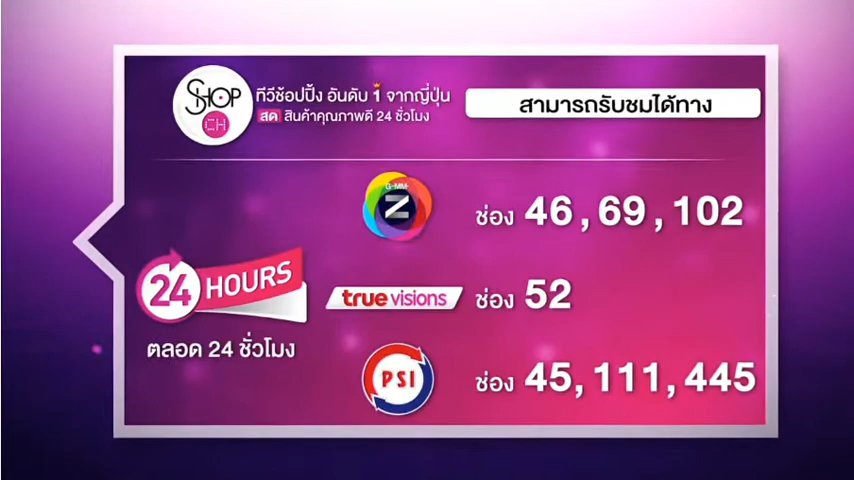 SHOP
CH
ทีวีช้อปปิ้ง อันดับ 1 จากญี่ปุ่น
สด สินค้าคุณภาพดี 24 ชั่วโมง
สามารถรับชมได้ทาง
G-MM-
Z
ช่อง 46, 69, 102
24 HOURS
ตลอด 24 ชั่วโมง
true visions
ช่อง 52
PSI
ช่อง 45, 111, 445